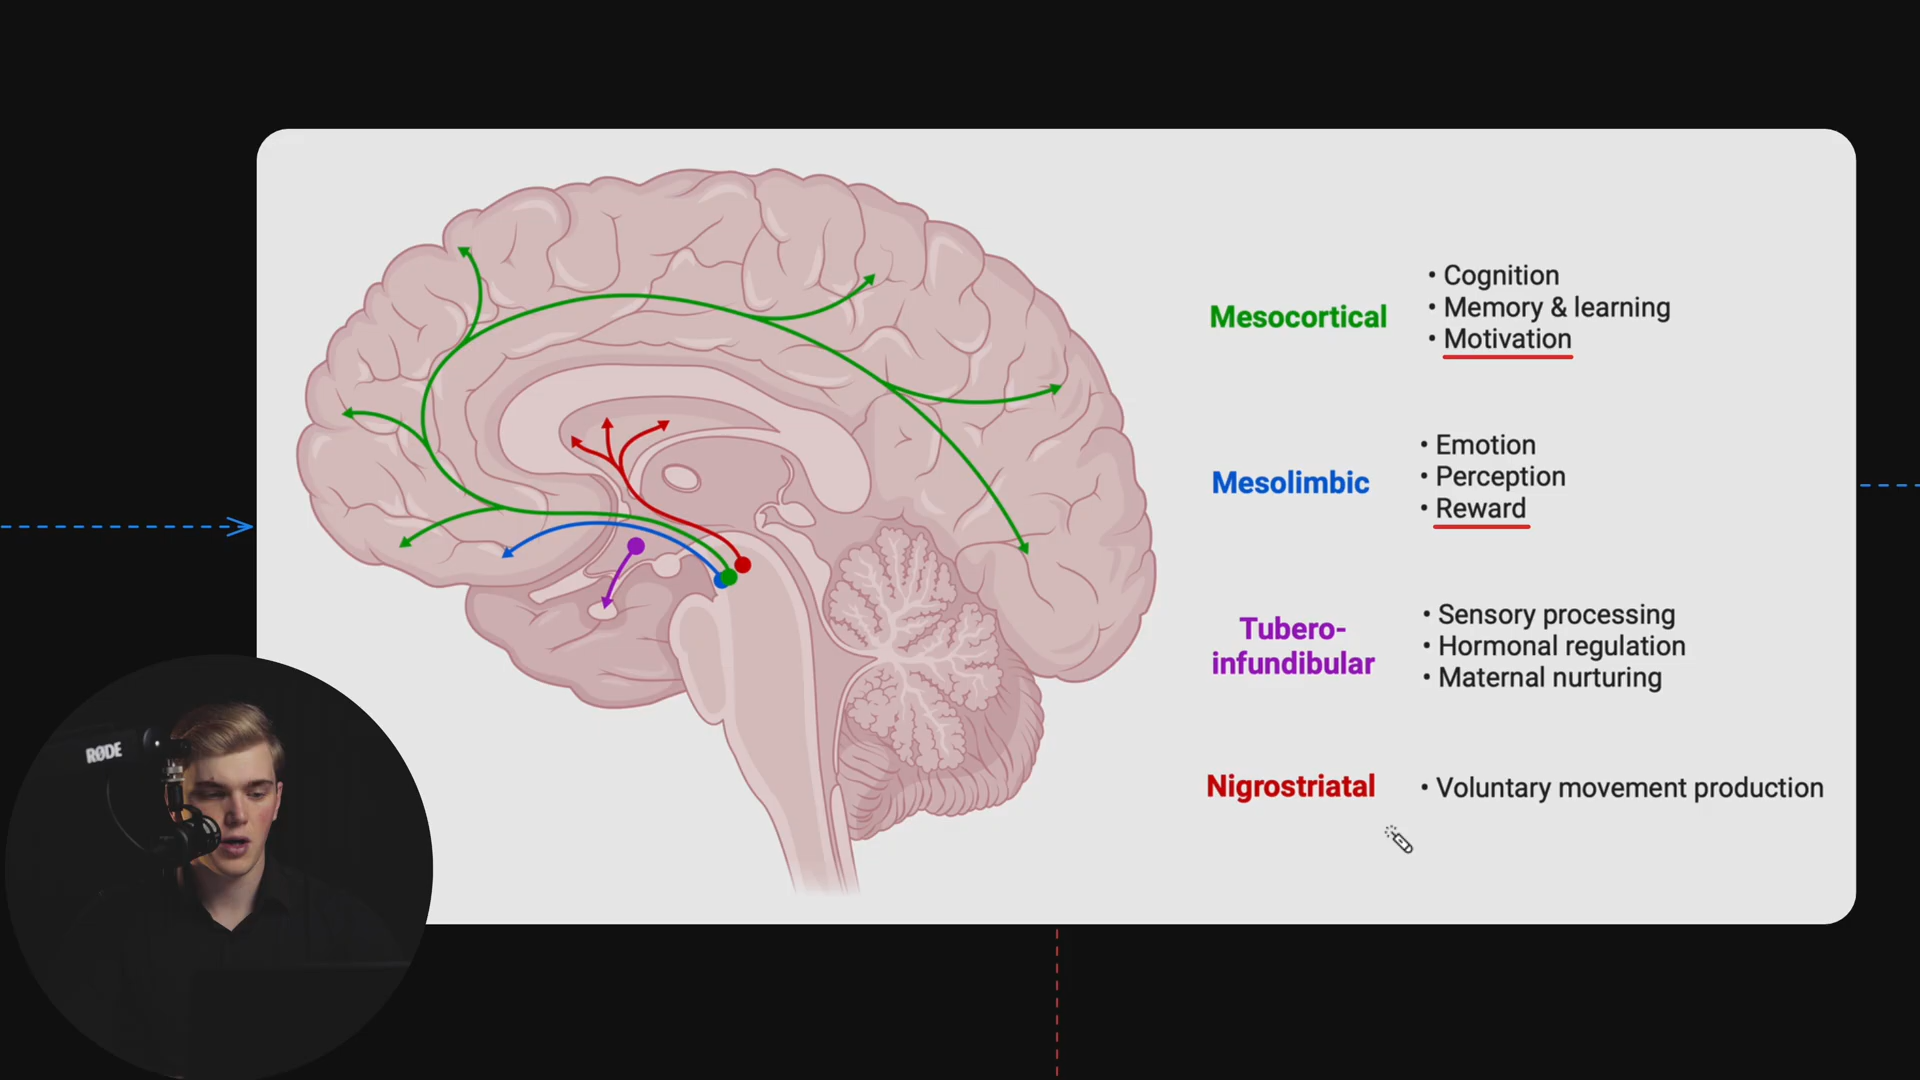 Mesocortical
• Cognition
• Memory & learning
• Motivation
Mesolimbic
• Emotion
• Perception
• Reward
Tubero-
infundibular
• Sensory processing
• Hormonal regulation
• Maternal nurturing
Nigrostriatal
• Voluntary movement production
RØDE